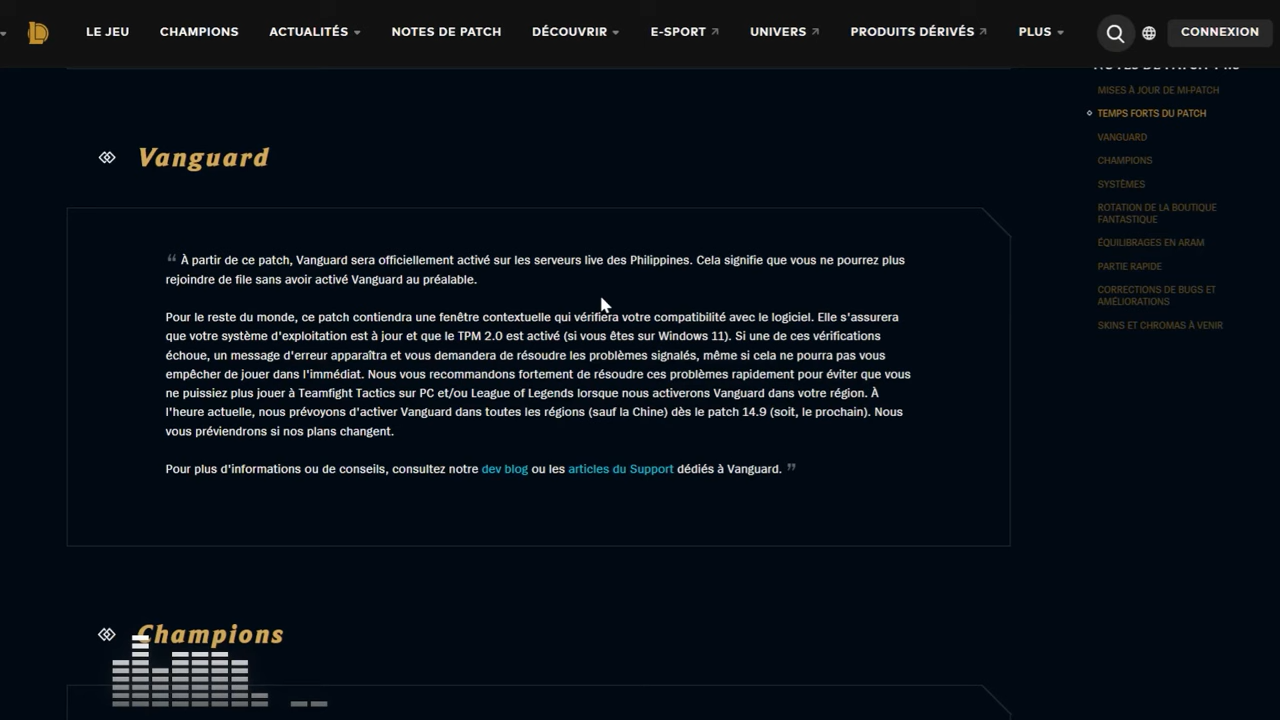 LE JEU CHAMPIONS ACTUALITÉS NOTES DE PATCH DÉCOUVRIR E-SPORT UNIVERS PRODUITS DÉRIVÉS PLUS CONNEXION
MISES À JOUR DE MI-PATCH
TEMPS FORTS DU PATCH
VANGUARD
CHAMPIONS
SYSTÈMES
ROTATION DE LA BOUTIQUE
FANTASTIQUE
ÉQUILIBRAGES EN ARAM
PARTIE RAPIDE
CORRECTIONS DE BUGS ET
AMÉLIORATIONS
SKINS ET CHROMAS À VENIR
Vanguard
“ À partir de ce patch, Vanguard sera officiellement activé sur les serveurs live des Philippines. Cela signifie que vous ne pourrez plus
rejoindre de file sans avoir activé Vanguard au préalable.
Pour le reste du monde, ce patch contiendra une fenêtre contextuelle qui vérifiera votre compatibilité avec le logiciel. Elle s'assurera
que votre système d'exploitation est à jour et que le TPM 2.0 est activé (si vous êtes sur Windows 11). Si une de ces vérifications
échoue, un message d'erreur apparaîtra et vous demandera de résoudre les problèmes signalés, même si cela ne pourra pas vous
empêcher de jouer dans l'immédiat. Nous vous recommandons fortement de résoudre ces problèmes rapidement pour éviter que vous
ne puissiez plus jouer à Teamfight Tactics sur PC et/ou League of Legends lorsque nous activerons Vanguard dans votre région. À
l'heure actuelle, nous prévoyons d'activer Vanguard dans toutes les régions (sauf la Chine) dès le patch 14.9 (soit, le prochain). Nous
vous préviendrons si nos plans changent.
Pour plus d'informations ou de conseils, consultez notre dev blog ou les articles du Support dédiés à Vanguard. ”
Champions